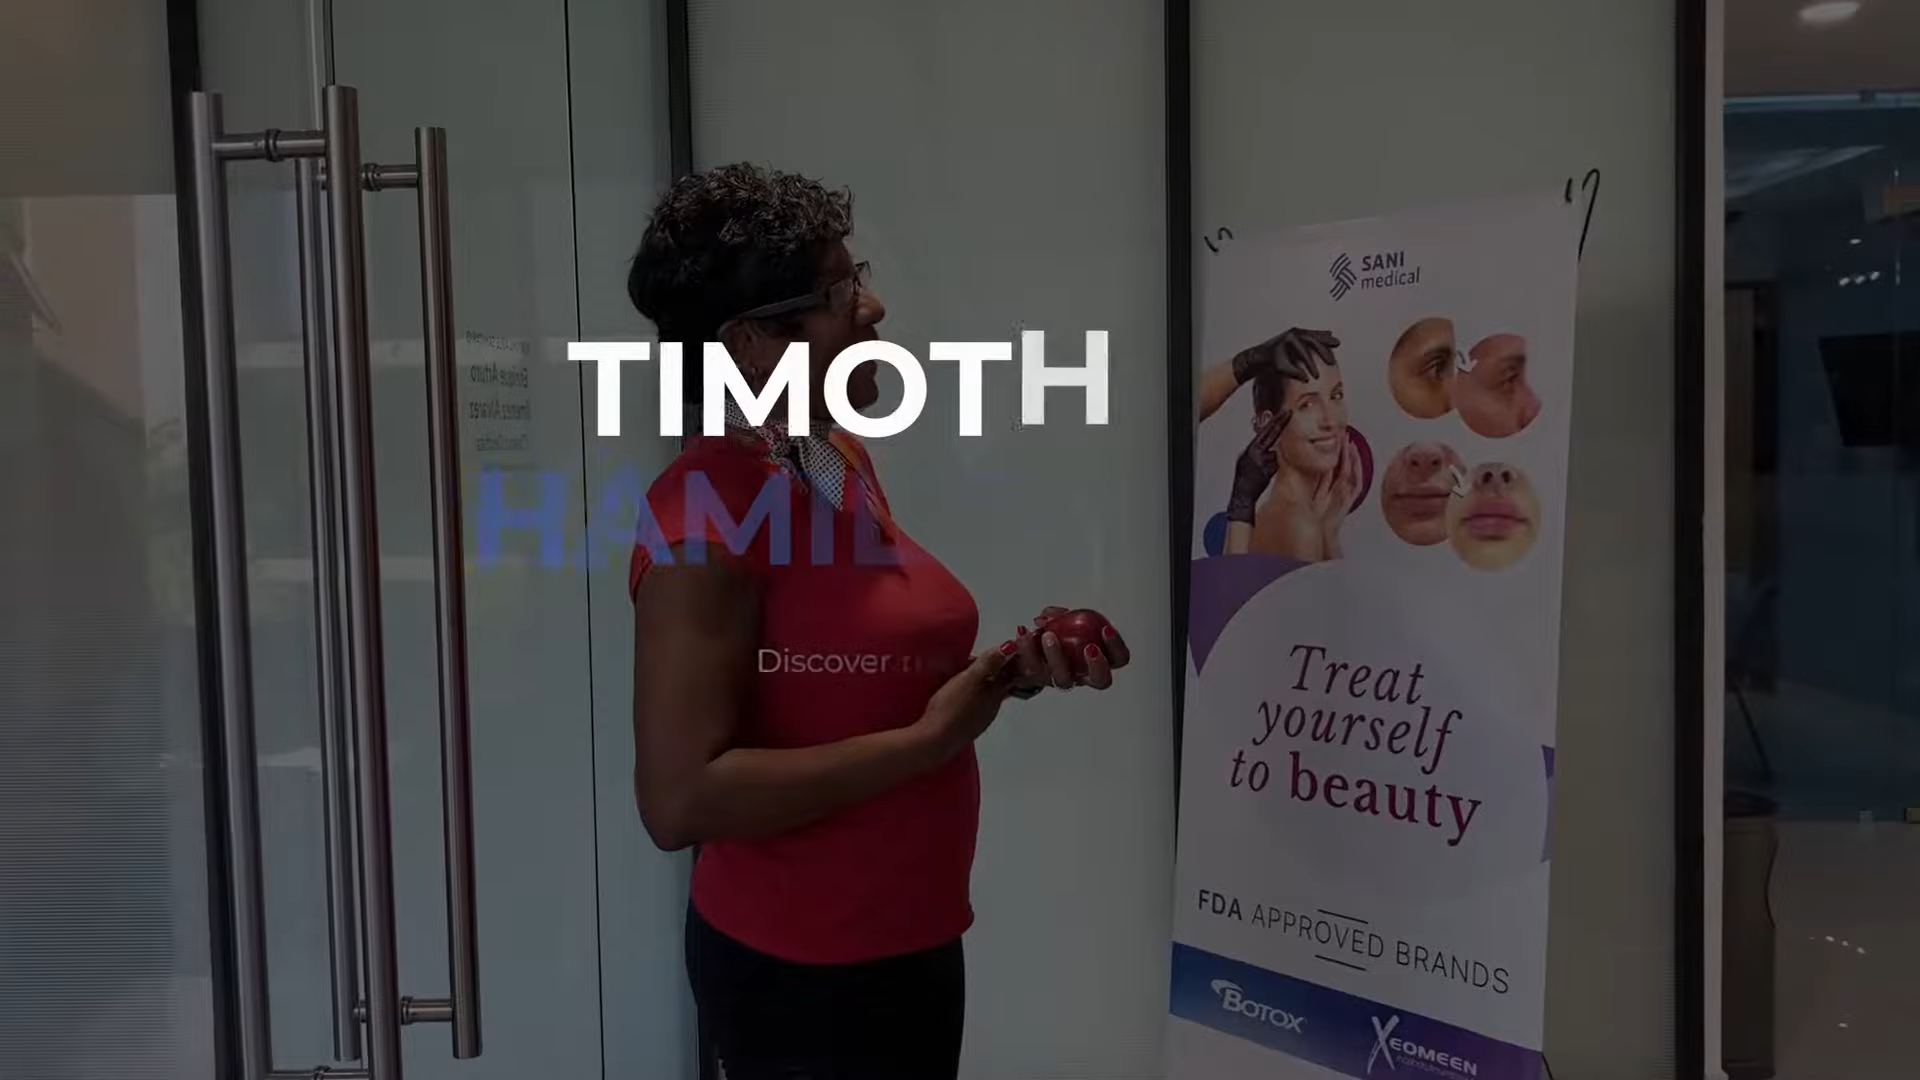 TIMOTH
HAMIL
Discover
SANI
medical
Treat
yourself
to beauty
FDA APPROVED BRANDS
BOTOX
XEOMEEN